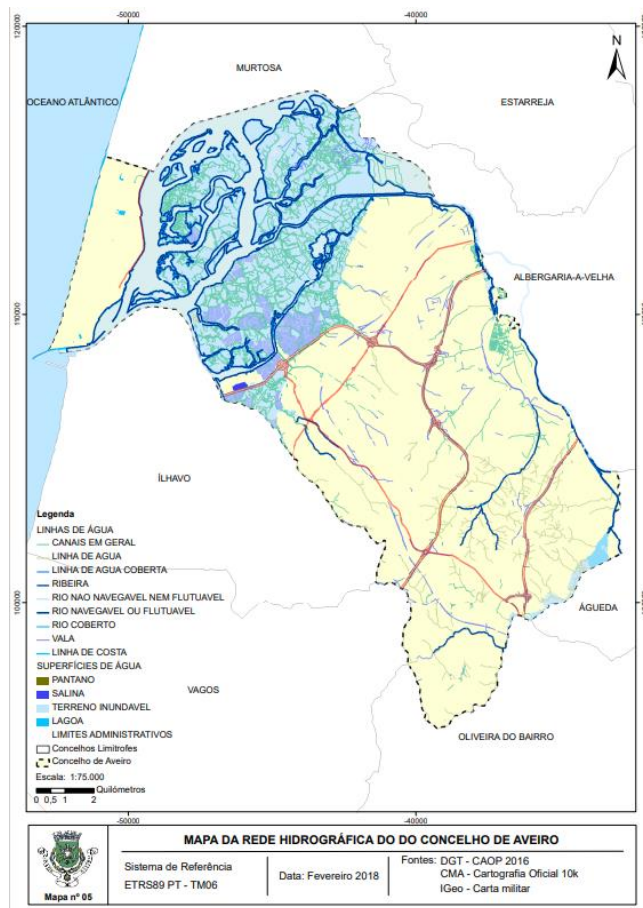 -50000
-40000
120000
N
MURTOSA
OCEANO ATLÂNTICO
ESTARREJA
ALBERGARIA-A-VELHA
110000
ÍLHAVO
Legenda
LINHAS DE ÁGUA
CANAIS EM GERAL
LINHA DE AGUA
LINHA DE AGUA COBERTA
RIBEIRA
RIO NAO NAVEGAVEL NEM FLUTUAVEL
RIO NAVEGAVEL OU FLUTUAVEL
RIO COBERTO
VALA
LINHA DE COSTA
SUPERFÍCIES DE ÁGUA
PANTANO
SALINA
TERRENO INUNDAVEL
LAGOA
LIMITES ADMINISTRATIVOS
Concelhos Limitrofes
Concelho de Aveiro
Escala: 1:75.000
Quilómetros
0 0,5 1 2
100000
ÁGUEDA
VAGOS
OLIVEIRA DO BAIRRO
-50000
-40000
MAPA DA REDE HIDROGRÁFICA DO DO CONCELHO DE AVEIRO
Sistema de Referência
ETRS89 PT - TM06
Data: Fevereiro 2018
Fontes: DGT - CAOP 2016
CMA - Cartografia Oficial 10k
IGeo - Carta militar
Mapa nº 05